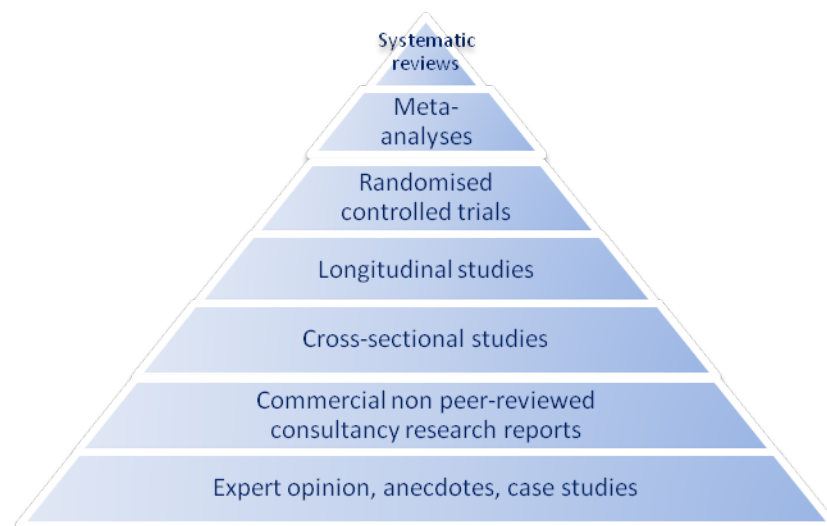 Systematic
reviews
Meta-
analyses
Randomised
controlled trials
Longitudinal studies
Cross-sectional studies
Commercial non peer-reviewed
consultancy research reports
Expert opinion, anecdotes, case studies